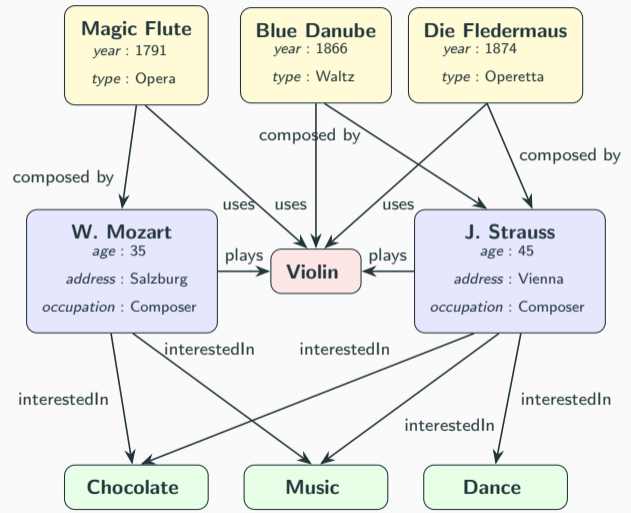 Magic Flute
year : 1791
type : Opera
Blue Danube
year : 1866
type : Waltz
Die Fledermaus
year : 1874
type : Operetta
composed by
composed by
composed by
uses
uses
uses
W. Mozart
age : 35
address : Salzburg
occupation : Composer
plays
Violin
plays
J. Strauss
age : 45
address : Vienna
occupation : Composer
interestedIn
interestedIn
interestedIn
interestedIn
interestedIn
Chocolate
Music
Dance